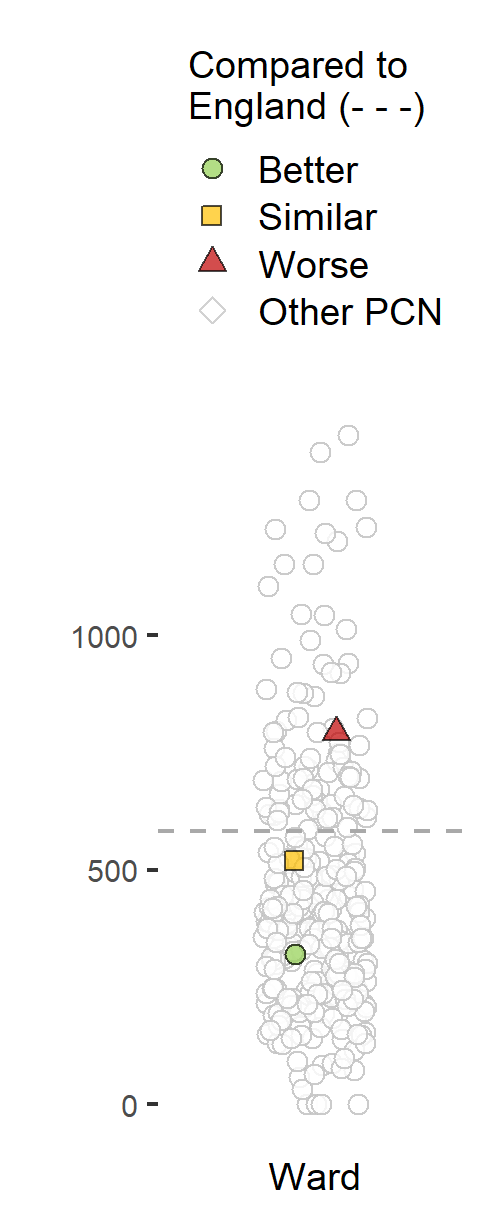 Compared to
England (- - -)
Better
Similar
Worse
Other PCN
1000
500
0
Ward